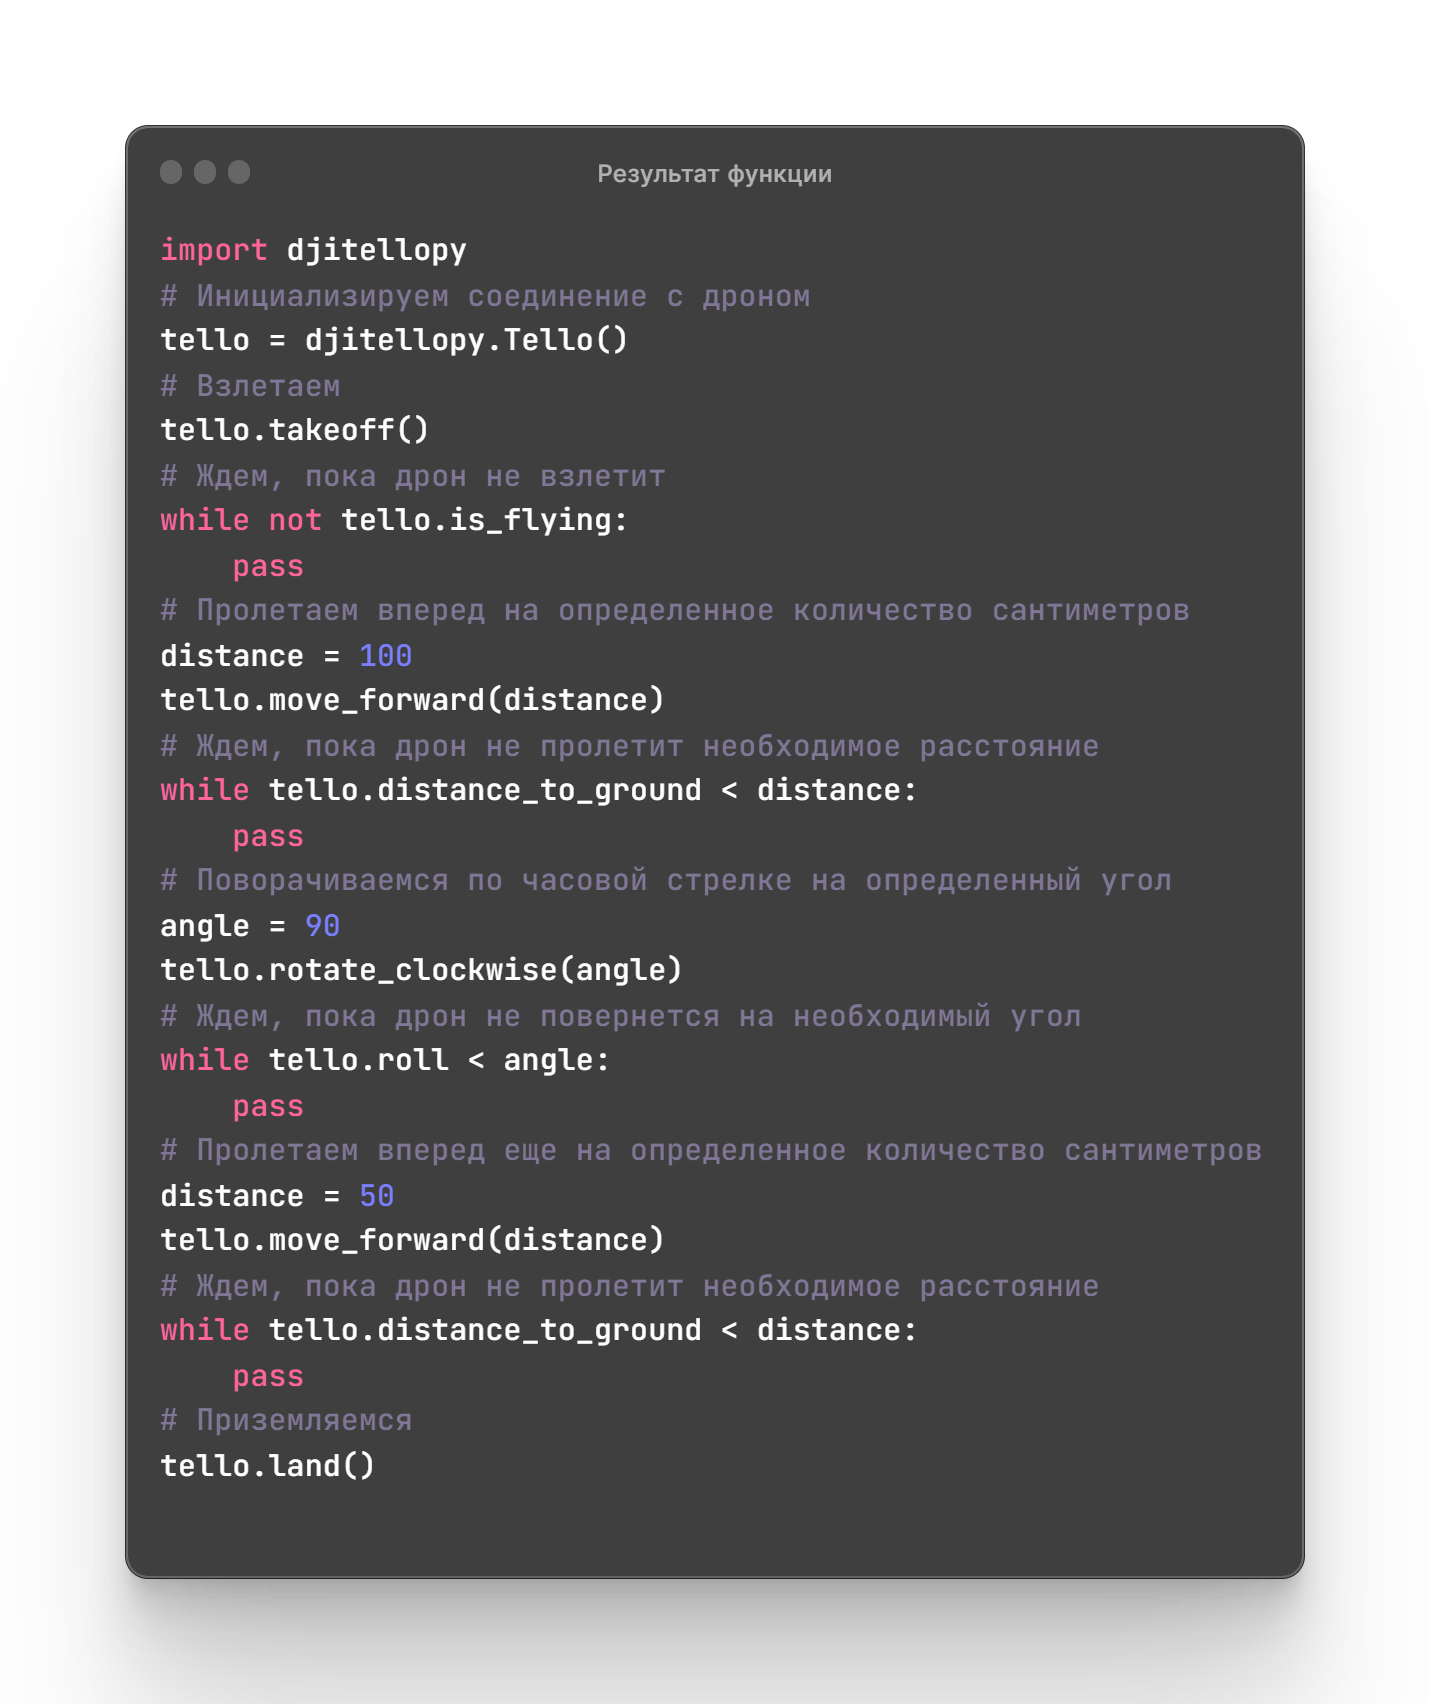 Результат функции
import djitellopy
# Инициализируем соединение с дроном
tello = djitellopy.Tello()
# Взлетаем
tello.takeoff()
# Ждем, пока дрон не взлетит
while not tello.is_flying:
    pass
# Пролетаем вперед на определенное количество сантиметров
distance = 100
tello.move_forward(distance)
# Ждем, пока дрон не пролетит необходимое расстояние
while tello.distance_to_ground < distance:
    pass
# Поворачиваемся по часовой стрелке на определенный угол
angle = 90
tello.rotate_clockwise(angle)
# Ждем, пока дрон не повернется на необходимый угол
while tello.roll < angle:
    pass
# Пролетаем вперед еще на определенное количество сантиметров
distance = 50
tello.move_forward(distance)
# Ждем, пока дрон не пролетит необходимое расстояние
while tello.distance_to_ground < distance:
    pass
# Приземляемся
tello.land()